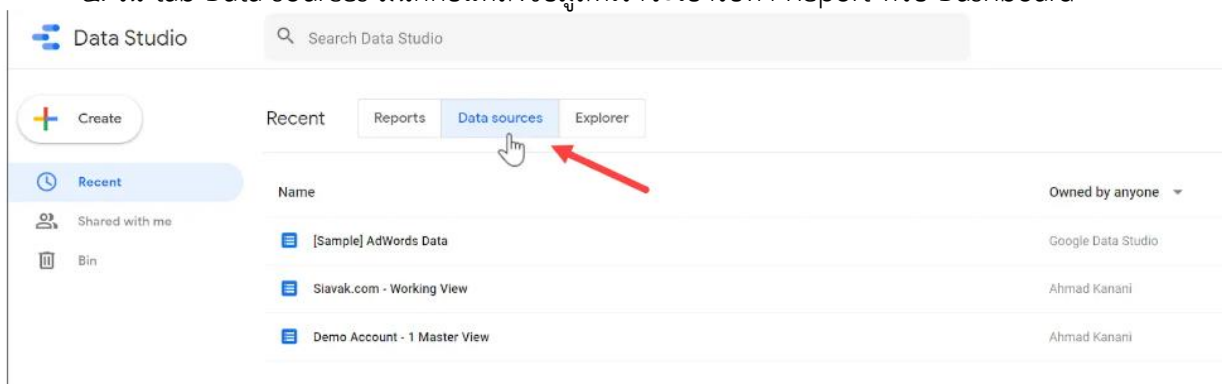 Data Studio
Search Data Studio
Create
Recent
Reports
Data sources
Explorer
Recent
Shared with me
Bin
Name
Owned by anyone
[Sample] AdWords Data
Google Data Studio
Siavak.com - Working View
Ahmad Kanani
Demo Account - 1 Master View
Ahmad Kanani